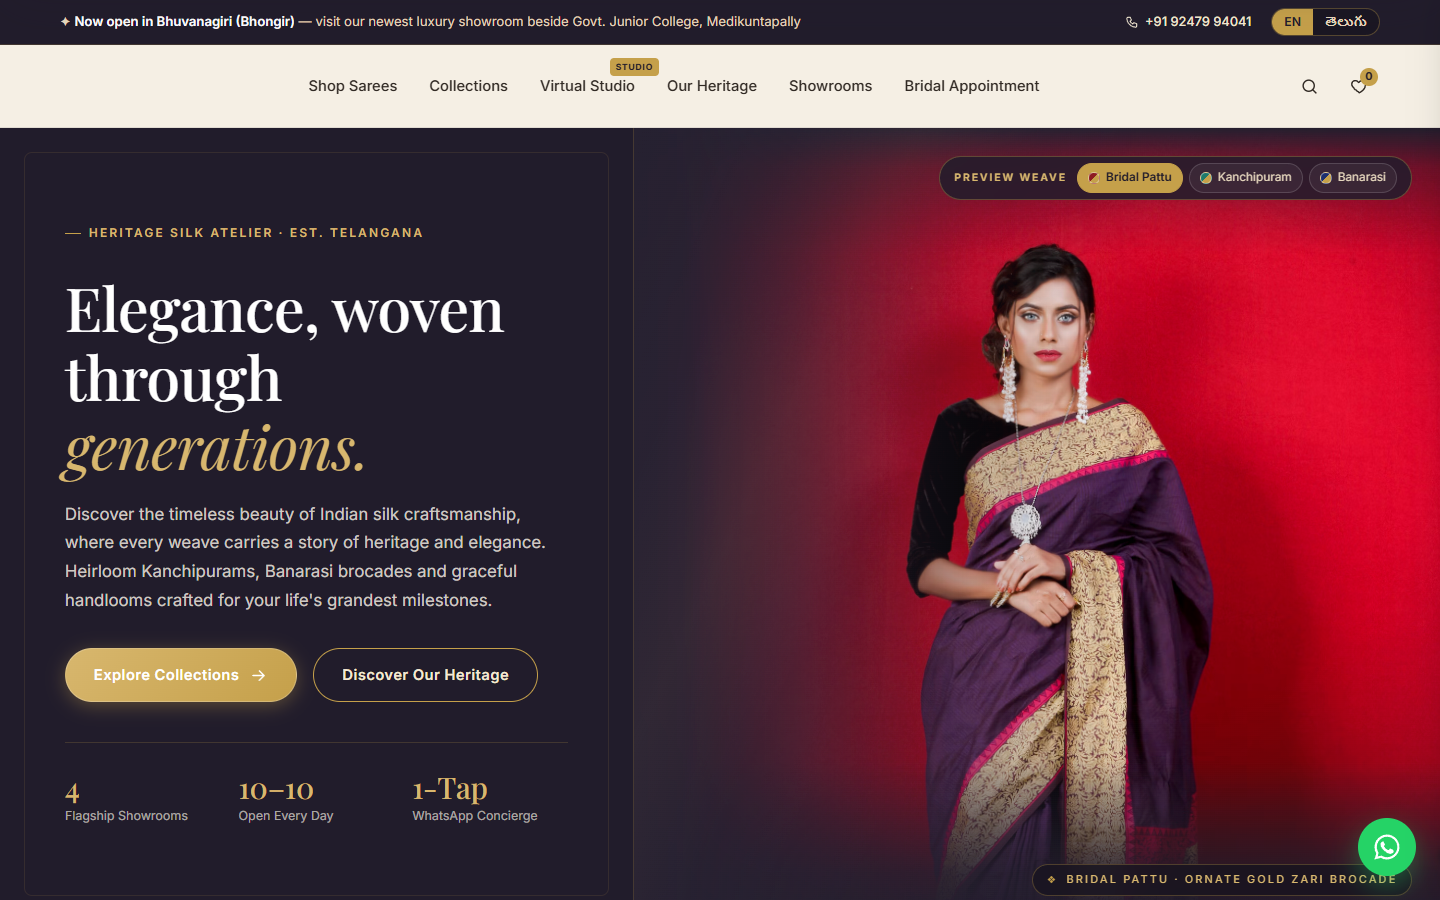 ✦ Now open in Bhuvanagiri (Bhongir) — visit our newest luxury showroom beside Govt. Junior College, Medikuntapally
+91 92479 94041
EN
తెలుగు
STUDIO
Shop Sarees
Collections
Virtual Studio
Our Heritage
Showrooms
Bridal Appointment
0
PREVIEW WEAVE
Bridal Pattu
Kanchipuram
Banarasi
— HERITAGE SILK ATELIER · EST. TELANGANA
Elegance, woven
through
generations.
Discover the timeless beauty of Indian silk craftsmanship,
where every weave carries a story of heritage and elegance.
Heirloom Kanchipurams, Banarasi brocades and graceful
handlooms crafted for your life's grandest milestones.
Explore Collections →
Discover Our Heritage
4
Flagship Showrooms
10–10
Open Every Day
1-Tap
WhatsApp Concierge
❖ BRIDAL PATTU · ORNATE GOLD ZARI BROCADE